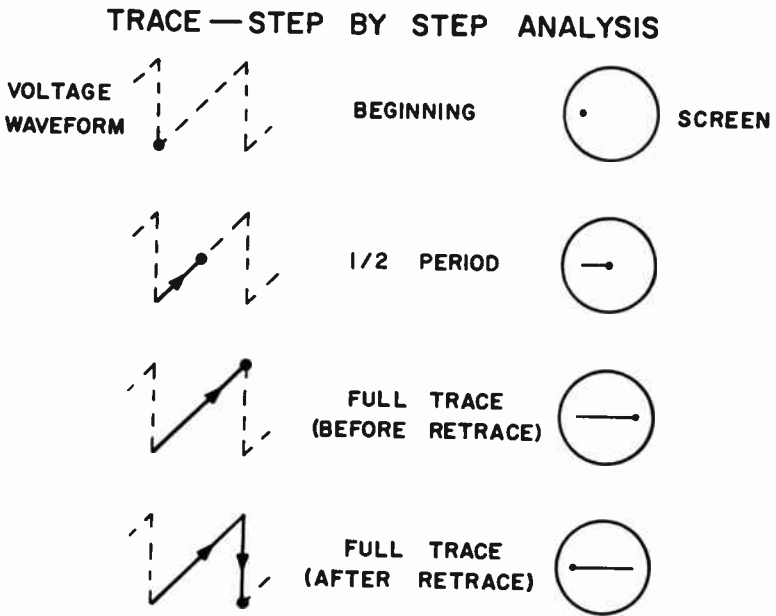 TRACE — STEP BY STEP ANALYSIS
VOLTAGE
WAVEFORM
BEGINNING
SCREEN
1/2 PERIOD
FULL TRACE
(BEFORE RETRACE)
FULL TRACE
(AFTER RETRACE)